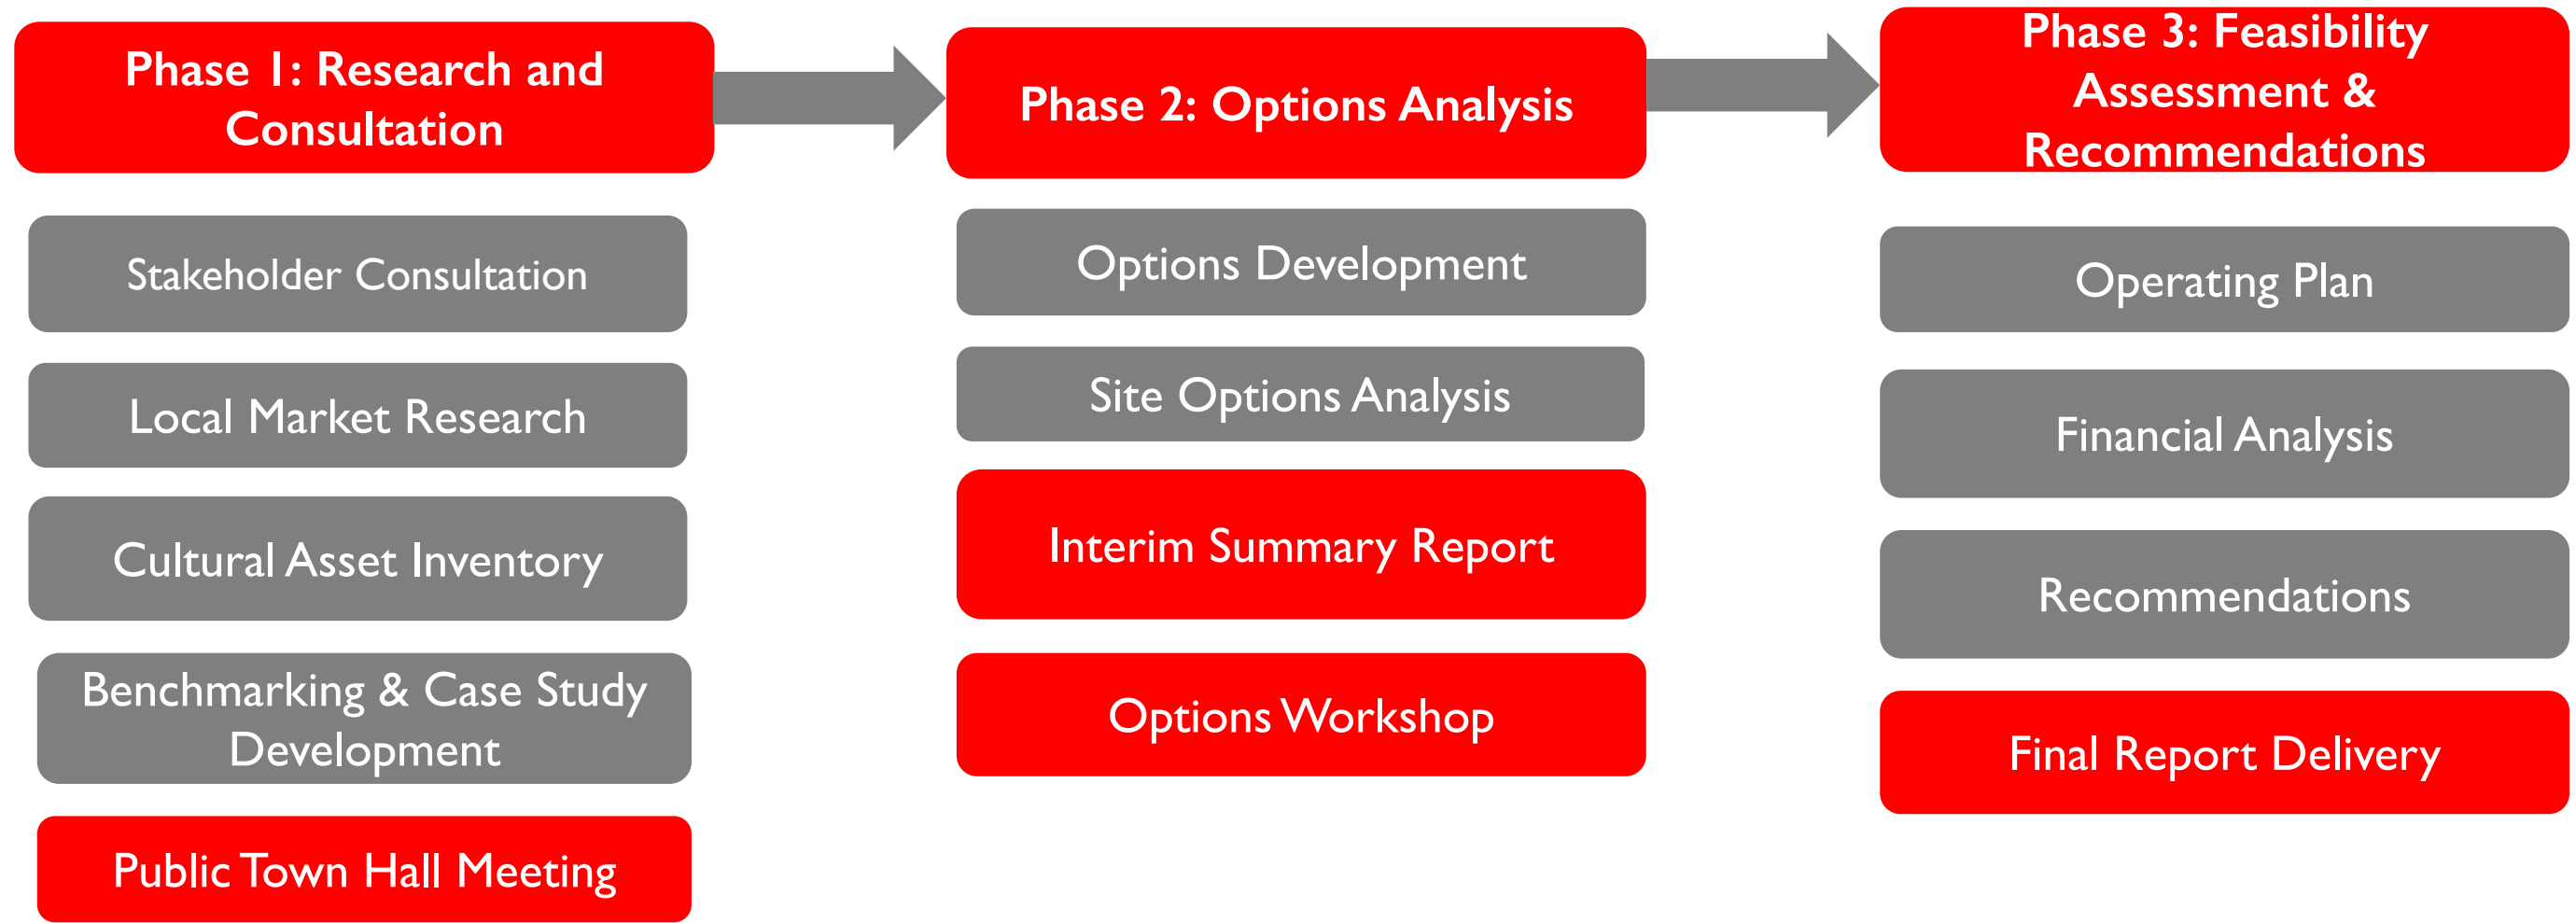 Phase 1: Research and
Consultation
Stakeholder Consultation
Local Market Research
Cultural Asset Inventory
Benchmarking & Case Study
Development
Public Town Hall Meeting
Phase 2: Options Analysis
Options Development
Site Options Analysis
Interim Summary Report
Options Workshop
Phase 3: Feasibility
Assessment &
Recommendations
Operating Plan
Financial Analysis
Recommendations
Final Report Delivery